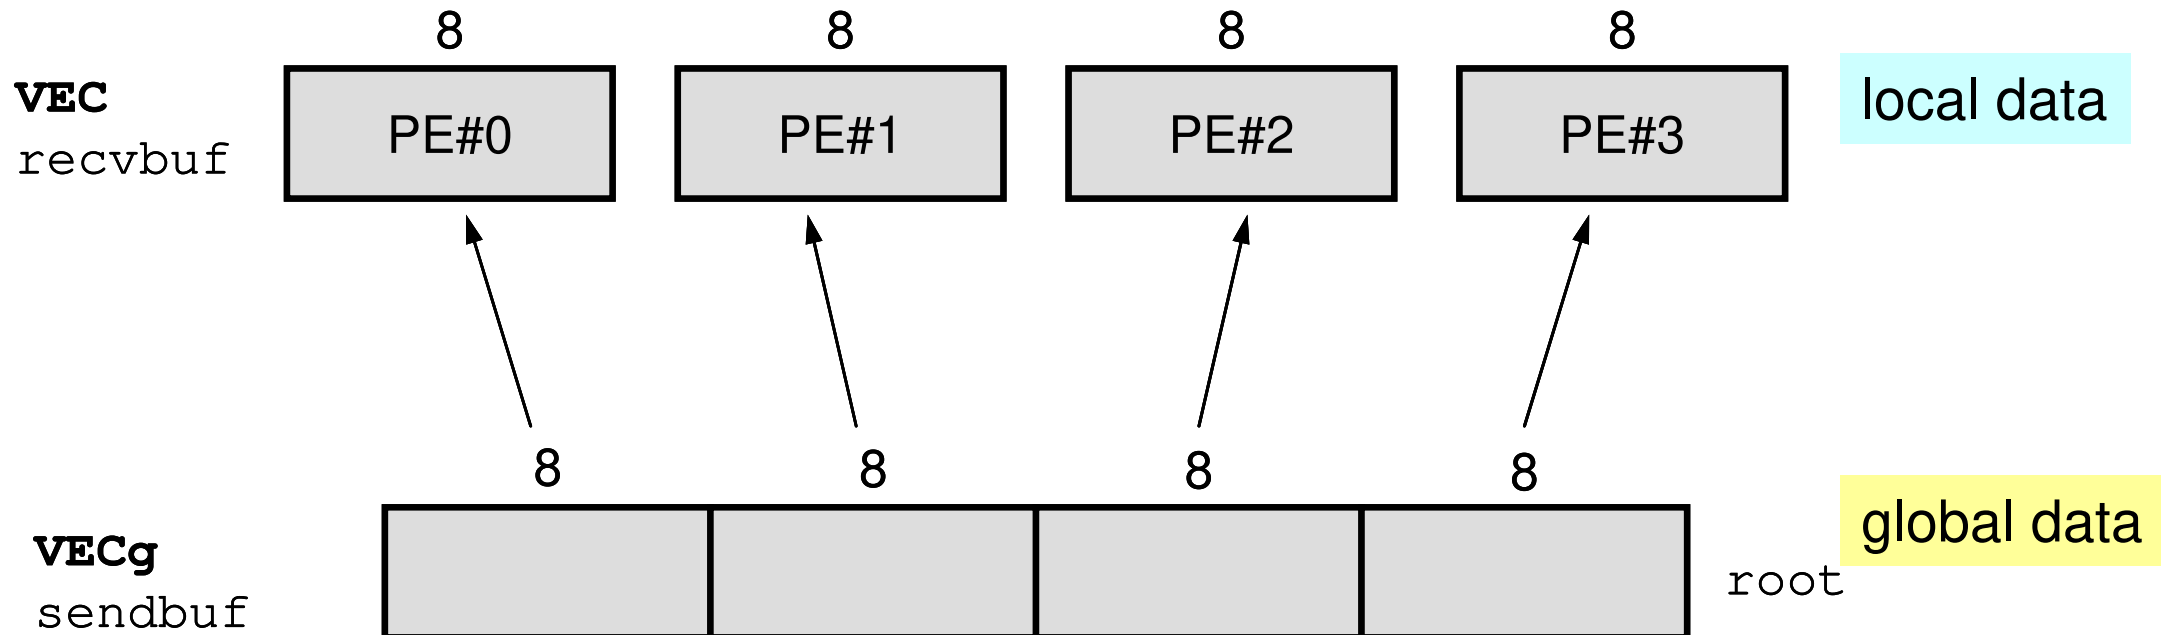 8 8 8 8
VEC PE#0 PE#1 PE#2 PE#3 local data
recvbuf
8 8 8 8
VECg global data
sendbuf root